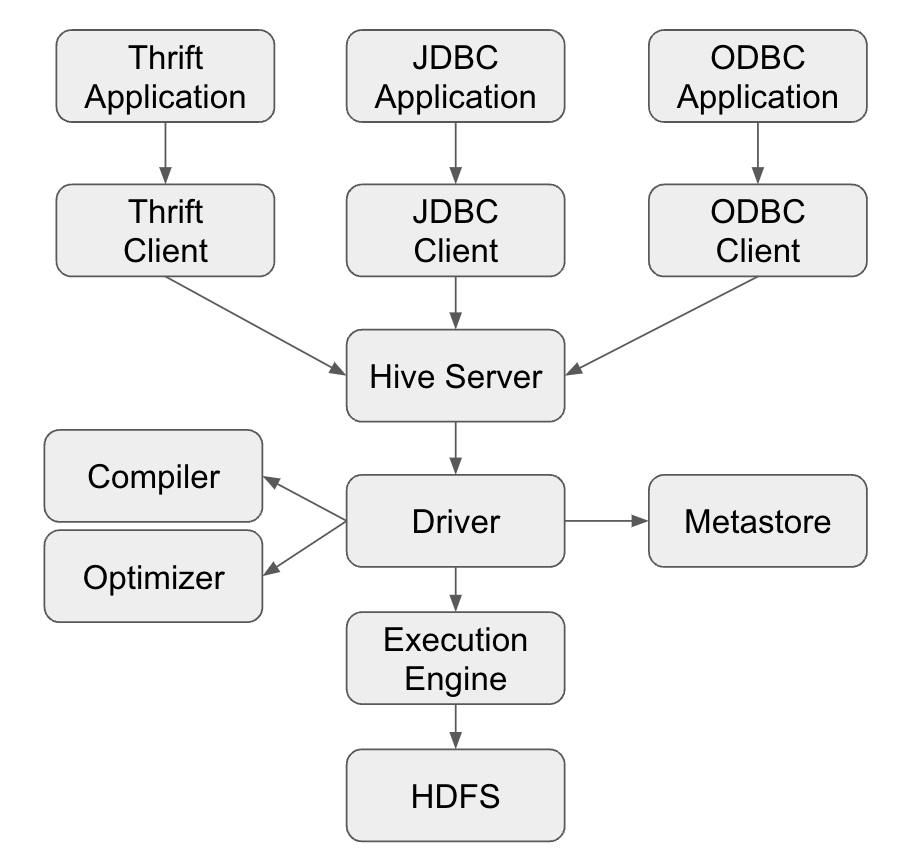 Thrift
Application
JDBC
Application
ODBC
Application
Thrift
Client
JDBC
Client
ODBC
Client
Hive Server
Compiler
Driver
Metastore
Optimizer
Execution
Engine
HDFS